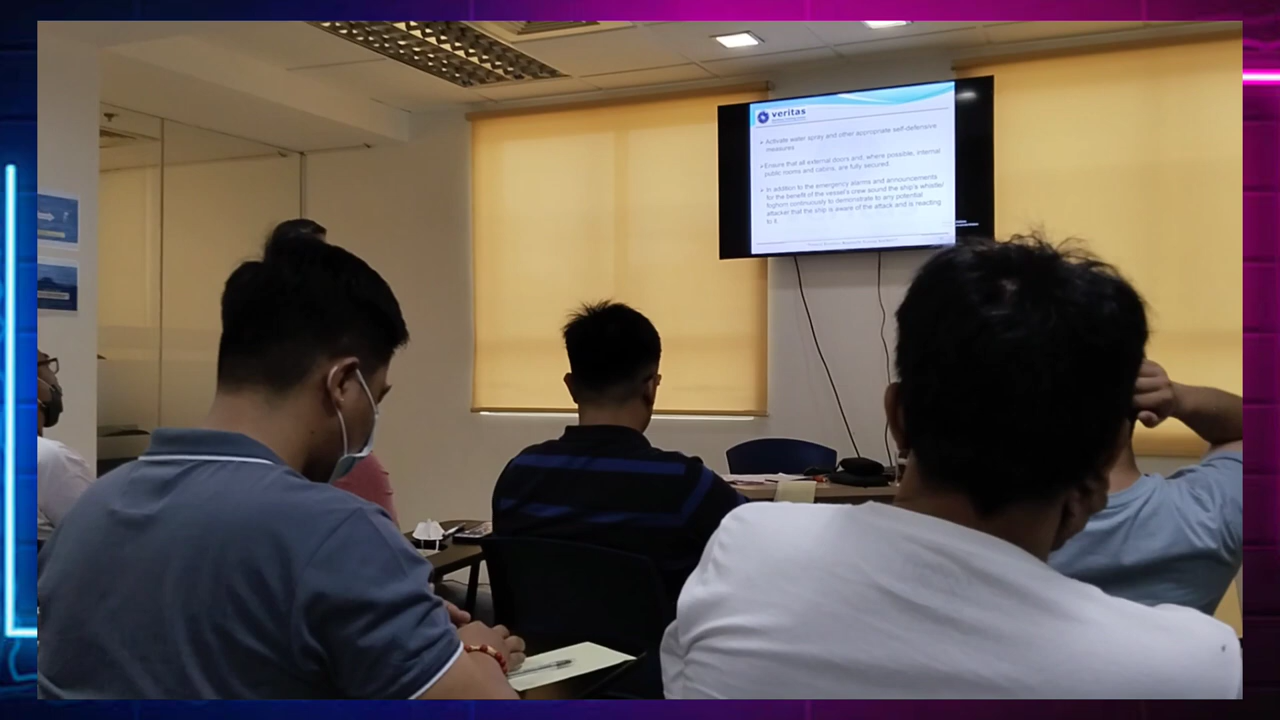 veritas
➢ Activate water spray and other appropriate self-defensive
measures
➢ Ensure that all external doors and, where possible, internal
public rooms and cabins, are fully secured.
➢ In addition to the emergency alarms and announcements
for the benefit of the vessel's crew sound the ship's whistle/
foghorn continuously to demonstrate to any potential
attacker that the ship is aware of the attack and is reacting
to it.